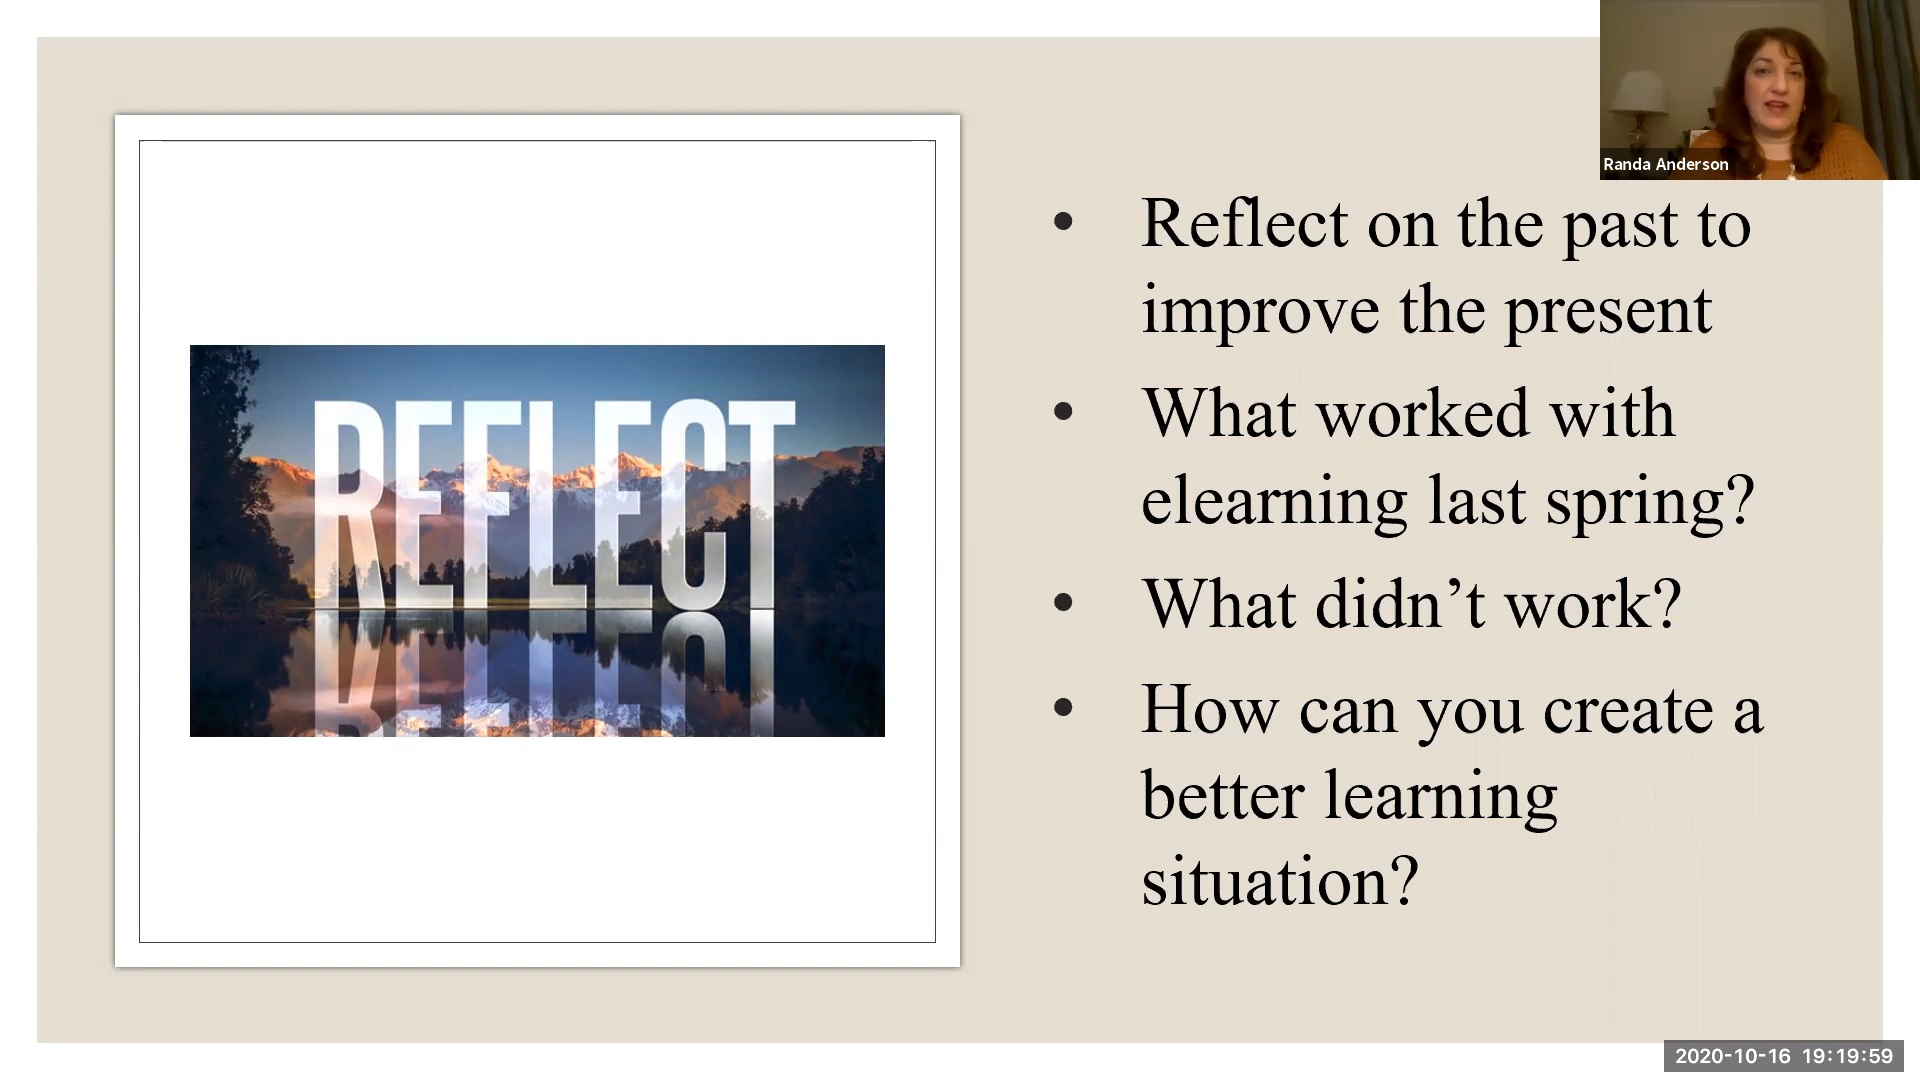 Randa Anderson
REFLECT
• Reflect on the past to
improve the present
• What worked with
elearning last spring?
• What didn’t work?
• How can you create a
better learning
situation?
2020-10-16 19:19:59